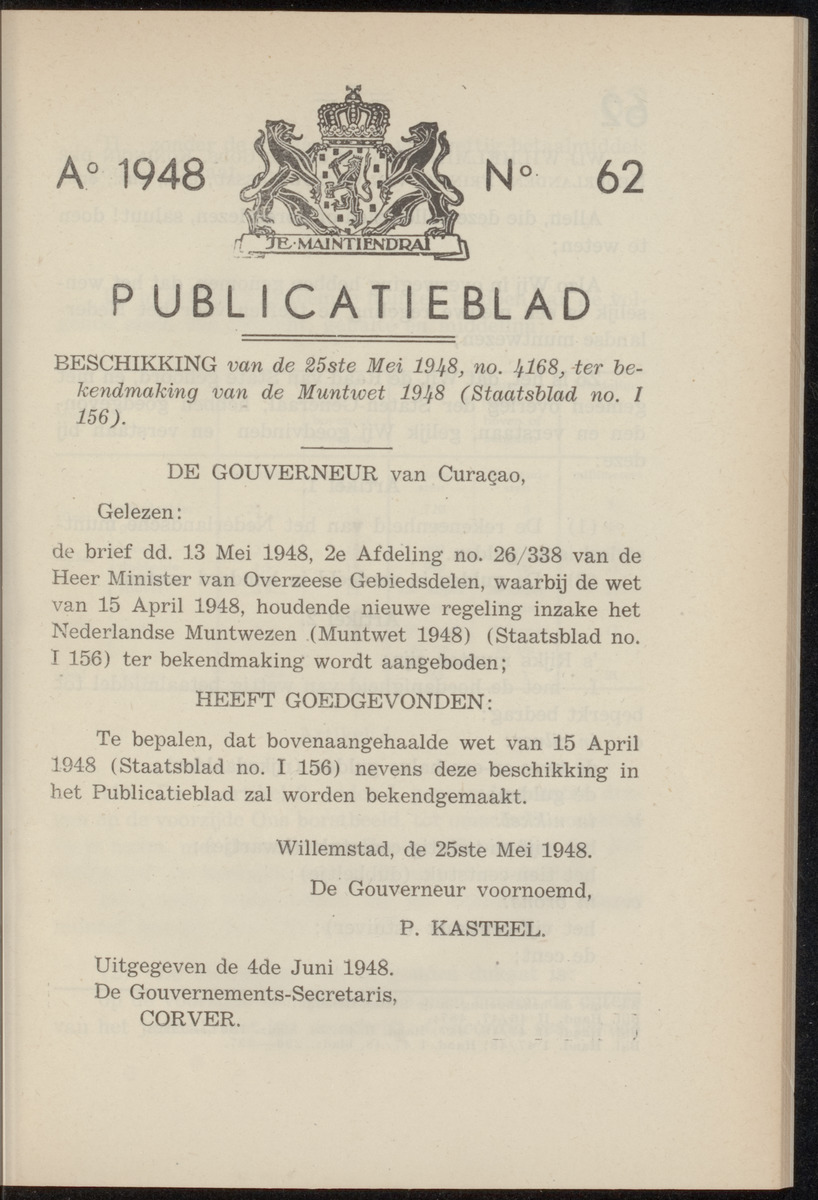 A° 1948
N° 62
JE·MAINTIENDRAI
PUBLICATIEBLAD
BESCHIKKING van de 25ste Mei 1948, no. 4168, ter be-
kendmaking van de Muntwet 1948 (Staatsblad no. I
156).
DE GOUVERNEUR van Curaçao,
Gelezen:
de brief dd. 13 Mei 1948, 2e Afdeling no. 26/338 van de
Heer Minister van Overzeese Gebiedsdelen, waarbij de wet
van 15 April 1948, houdende nieuwe regeling inzake het
Nederlandse Muntwezen (Muntwet 1948) (Staatsblad no.
I 156) ter bekendmaking wordt aangeboden;
HEEFT GOEDGEVONDEN:
Te bepalen, dat bovenaangehaalde wet van 15 April
1948 (Staatsblad no. I 156) nevens deze beschikking in
het Publicatieblad zal worden bekendgemaakt.
Willemstad, de 25ste Mei 1948.
De Gouverneur voornoemd,
P. KASTEEL.
Uitgegeven de 4de Juni 1948.
De Gouvernements-Secretaris,
CORVER.